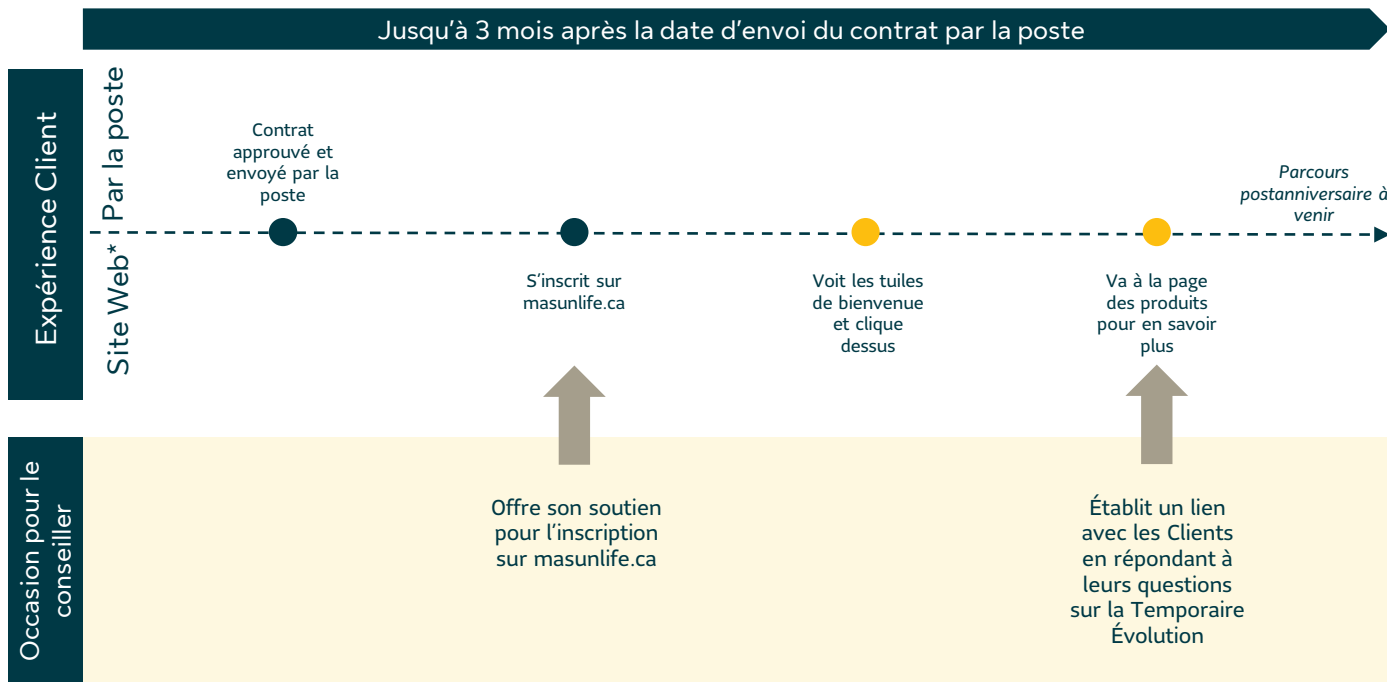 Jusqu’à 3 mois après la date d’envoi du contrat par la poste
Expérience Client
Par la poste
Site Web*
Contrat
approuvé et
envoyé par la
poste
S’inscrit sur
masunlife.ca
Voit les tuiles
de bienvenue
et clique
dessus
Va à la page
des produits
pour en savoir
plus
Parcours
postanniversaire à
venir
Occasion pour le
conseiller
Offre son soutien
pour l’inscription
sur masunlife.ca
Établit un lien
avec les Clients
en répondant à
leurs questions
sur la Temporaire
Évolution